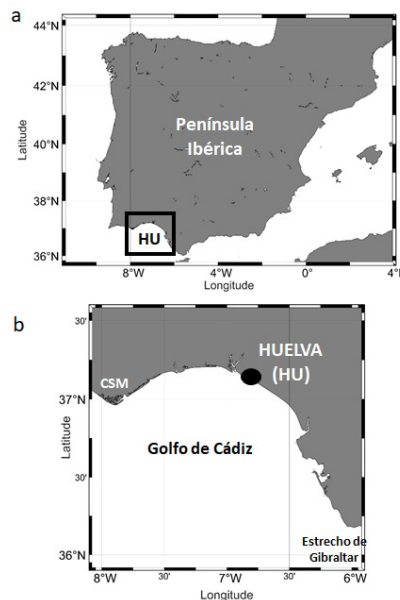 a
44°N
42°N
40°N
38°N
36°N
Latitude
Península
Ibérica
HU
8°W
4°W
0°
4°
Longitude
b
30'
37°N
30'
36°N
Latitude
HUELVA
(HU)
CSM
Golfo de Cádiz
Estrecho de
Gibraltar
8°W
30'
7°W
30'
6°W
Longitude